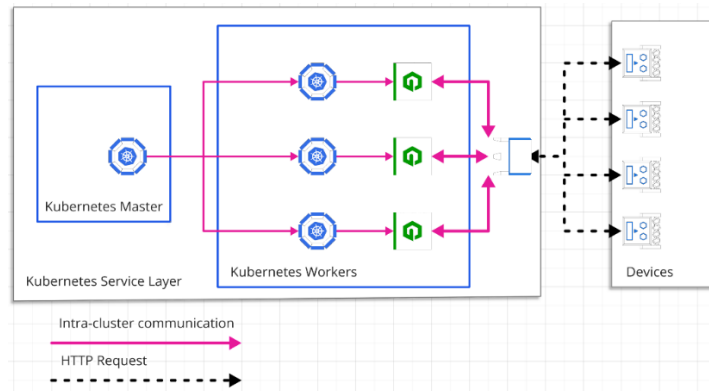 Kubernetes Master
Kubernetes Workers
Kubernetes Service Layer
Devices
Intra-cluster communication
HTTP Request